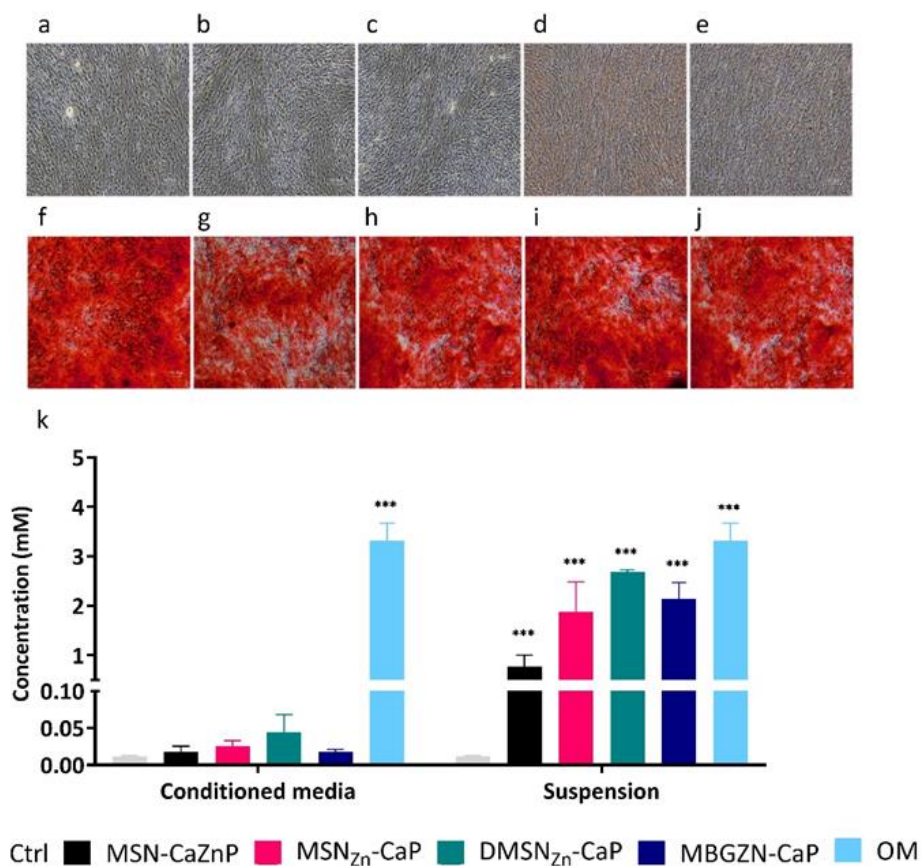 a b c d e
f g h i j
k
5
4
3
2
1
0.10
0.05
0.00
Concentration (mM)
*** *** *** *** *** ***
Conditioned media Suspension
Ctrl MSN-CaZnP MSNZn-CaP DMSNZn-CaP MBGZN-CaP OM